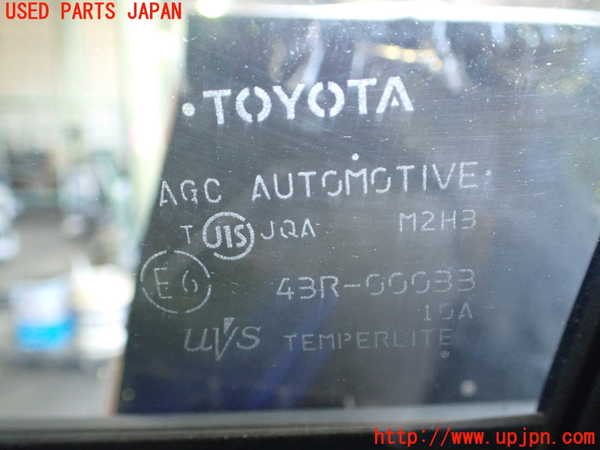 USED PARTS JAPAN
•TOYOTA
AGC AUTOMOTIVE
T JIS JQA M2H3
E6 43R-00033
10A
UVS TEMPERLITE
http://www.upjpn.com/